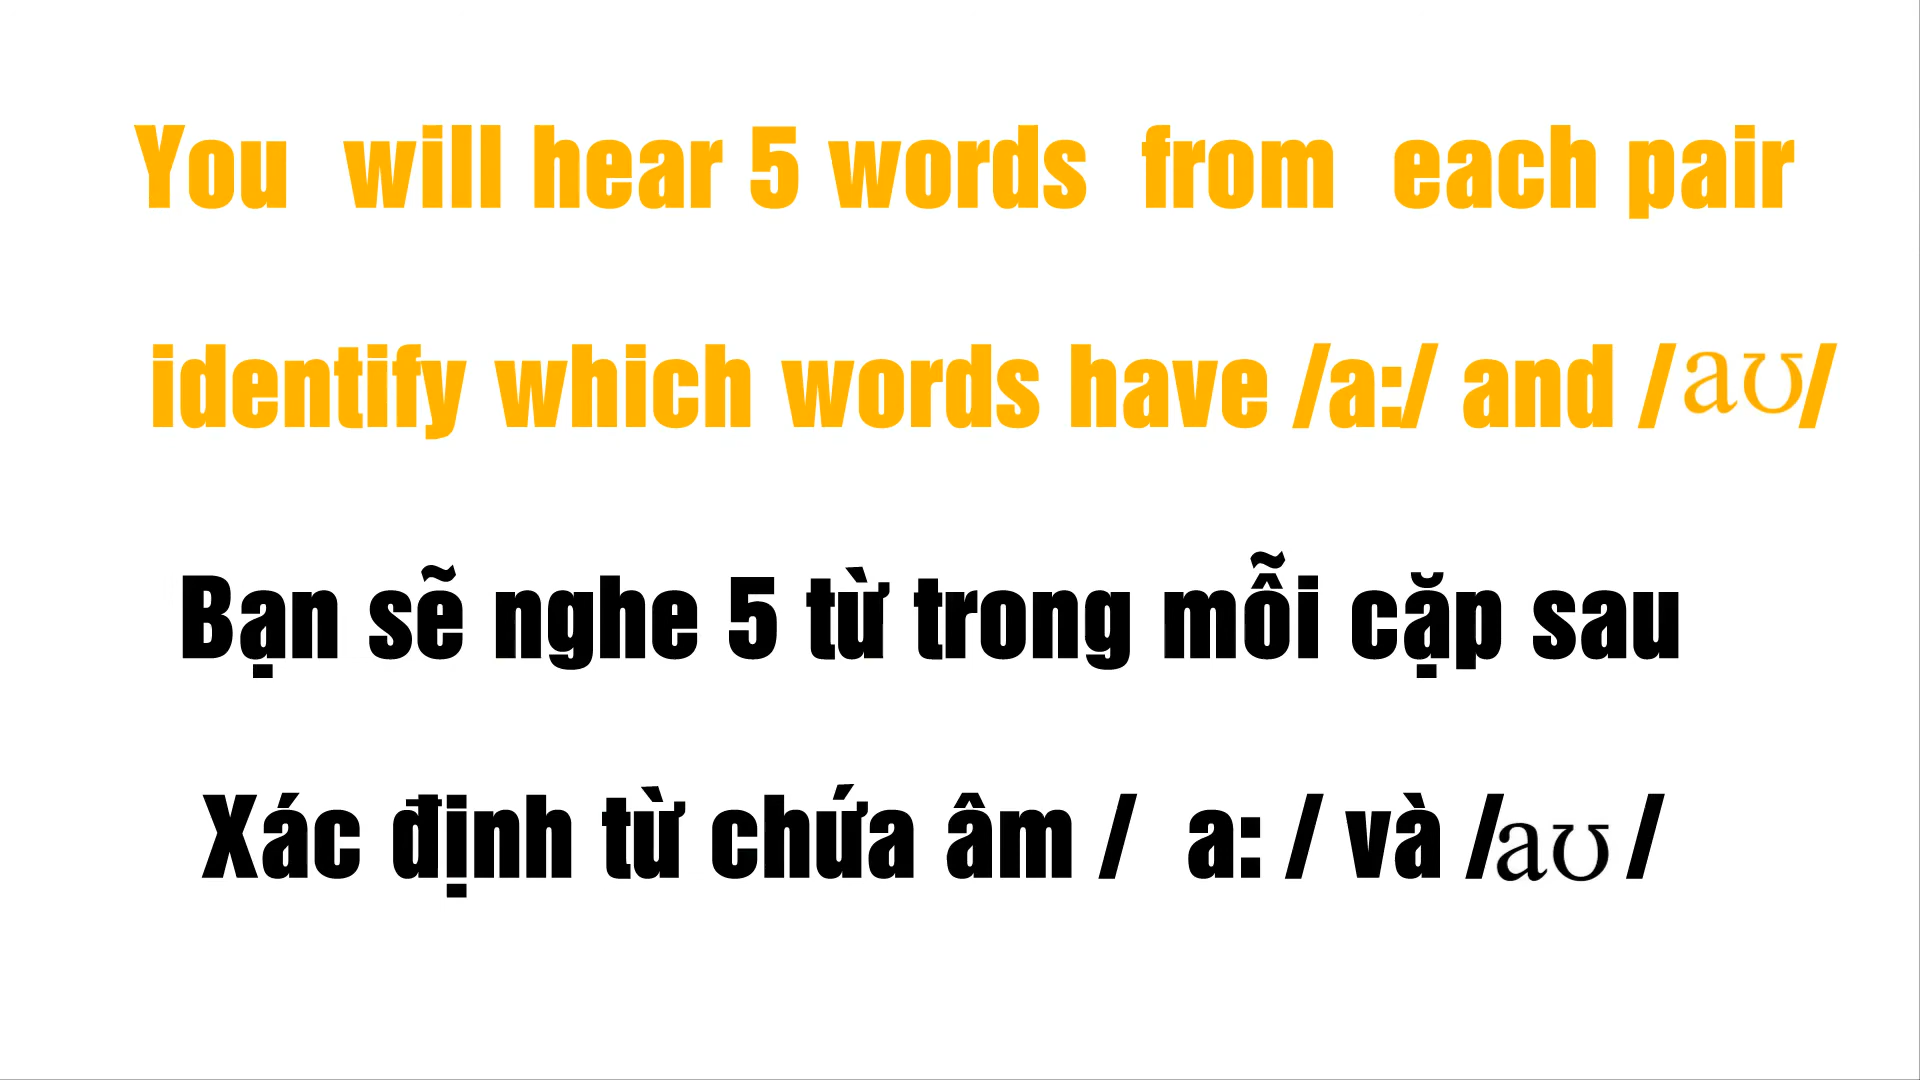 You will hear 5 words from each pair
identify which words have /a:/ and /aʊ/
Bạn sẽ nghe 5 từ trong mỗi cặp sau
Xác định từ chứa âm / a: / và /aʊ /